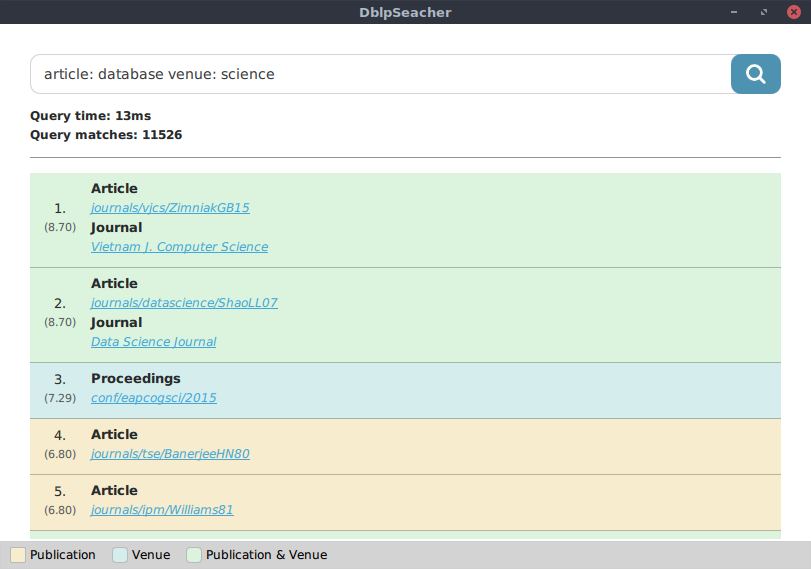 DblpSeacher
article: database venue: science
Query time: 13ms
Query matches: 11526
Article
1.
journals/vjcs/ZimniakGB15
(8.70)
Journal
Vietnam J. Computer Science
Article
2.
journals/datascience/ShaoLL07
(8.70)
Journal
Data Science Journal
3.
Proceedings
(7.29)
conf/eapcogsci/2015
4.
Article
(6.80)
journals/tse/BanerjeeHN80
5.
Article
(6.80)
journals/ipm/Williams81
Publication
Venue
Publication & Venue